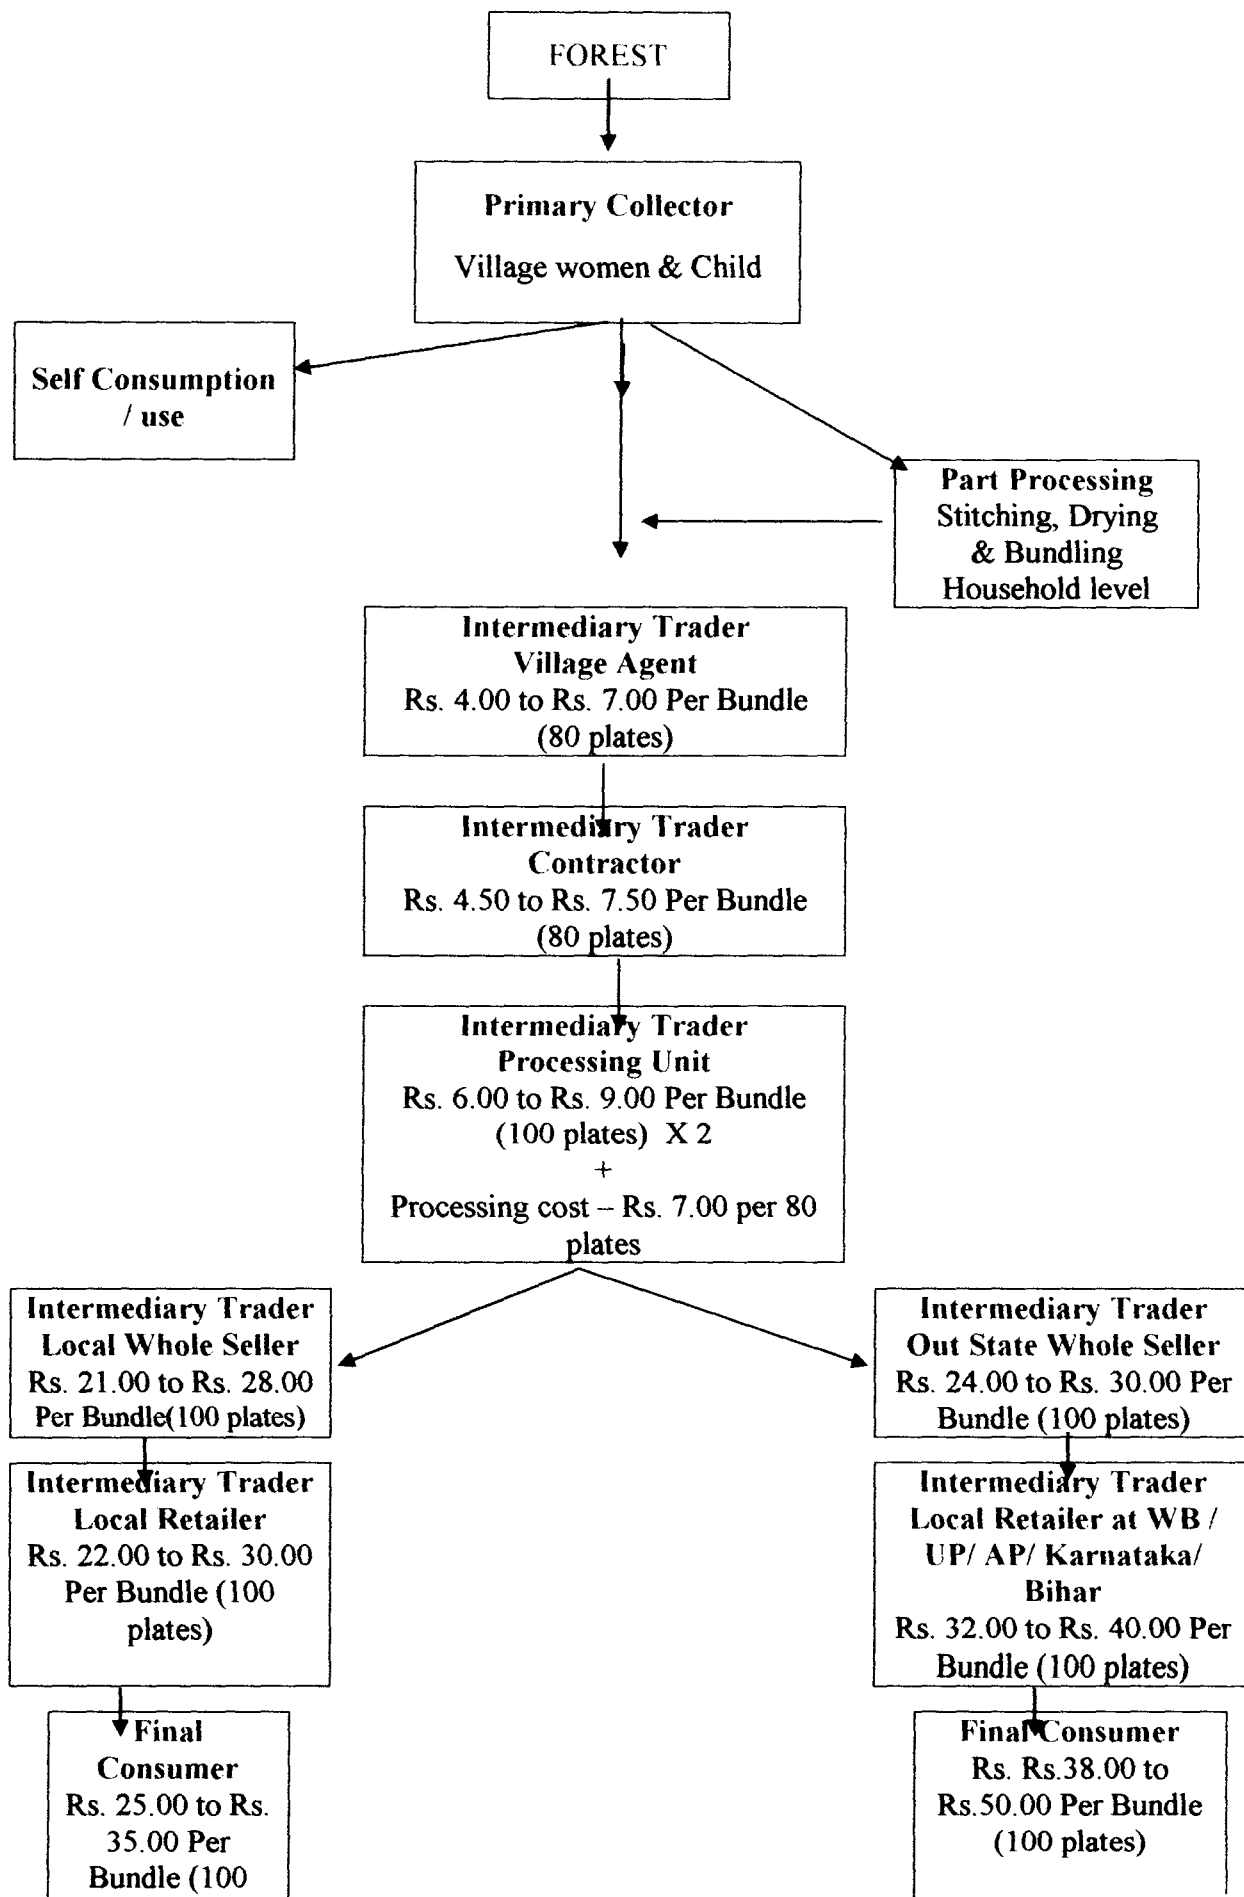 FOREST
Primary Collector
Village women & Child
Self Consumption
/ use
Part Processing
Stitching, Drying
& Bundling
Household level
Intermediary Trader
Village Agent
Rs. 4.00 to Rs. 7.00 Per Bundle
(80 plates)
Intermediary Trader
Contractor
Rs. 4.50 to Rs. 7.50 Per Bundle
(80 plates)
Intermediary Trader
Processing Unit
Rs. 6.00 to Rs. 9.00 Per Bundle
(100 plates) X 2
+
Processing cost – Rs. 7.00 per 80
plates
Intermediary Trader
Local Whole Seller
Rs. 21.00 to Rs. 28.00
Per Bundle(100 plates)
Intermediary Trader
Out State Whole Seller
Rs. 24.00 to Rs. 30.00 Per
Bundle (100 plates)
Intermediary Trader
Local Retailer
Rs. 22.00 to Rs. 30.00
Per Bundle (100
plates)
Intermediary Trader
Local Retailer at WB /
UP/ AP/ Karnataka/
Bihar
Rs. 32.00 to Rs. 40.00 Per
Bundle (100 plates)
Final
Consumer
Rs. 25.00 to Rs.
35.00 Per
Bundle (100
Final Consumer
Rs. Rs.38.00 to
Rs.50.00 Per Bundle
(100 plates)